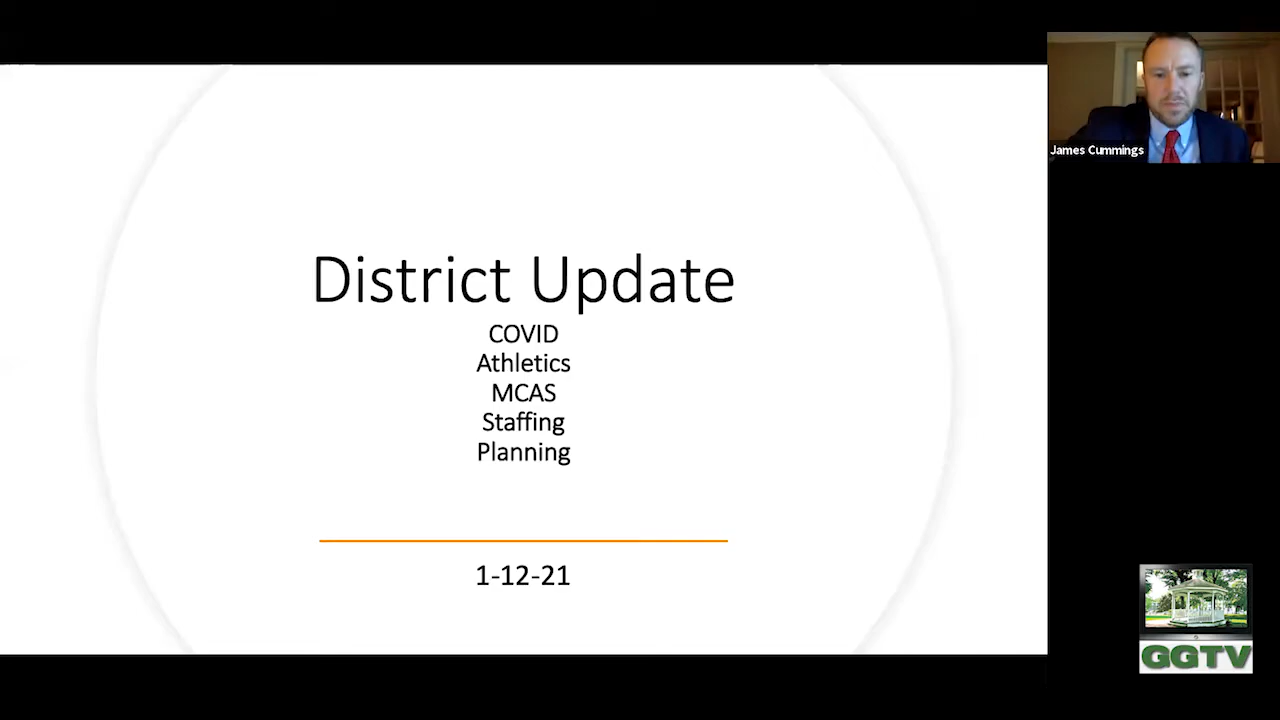 District Update
COVID
Athletics
MCAS
Staffing
Planning
1-12-21
James Cummings
GGTV